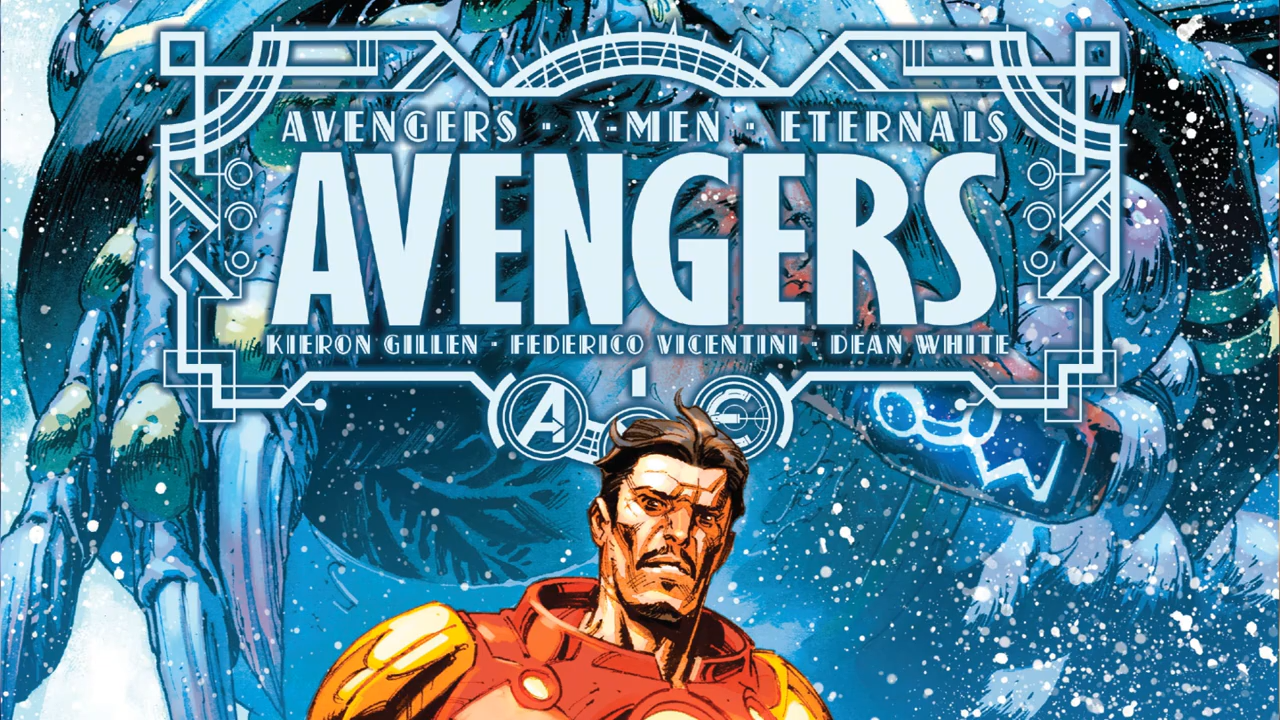 AVENGERS · X-MEN · ETERNALS
AVENGERS
KIERON GILLEN · FEDERICO VICENTINI · DEAN WHITE
A